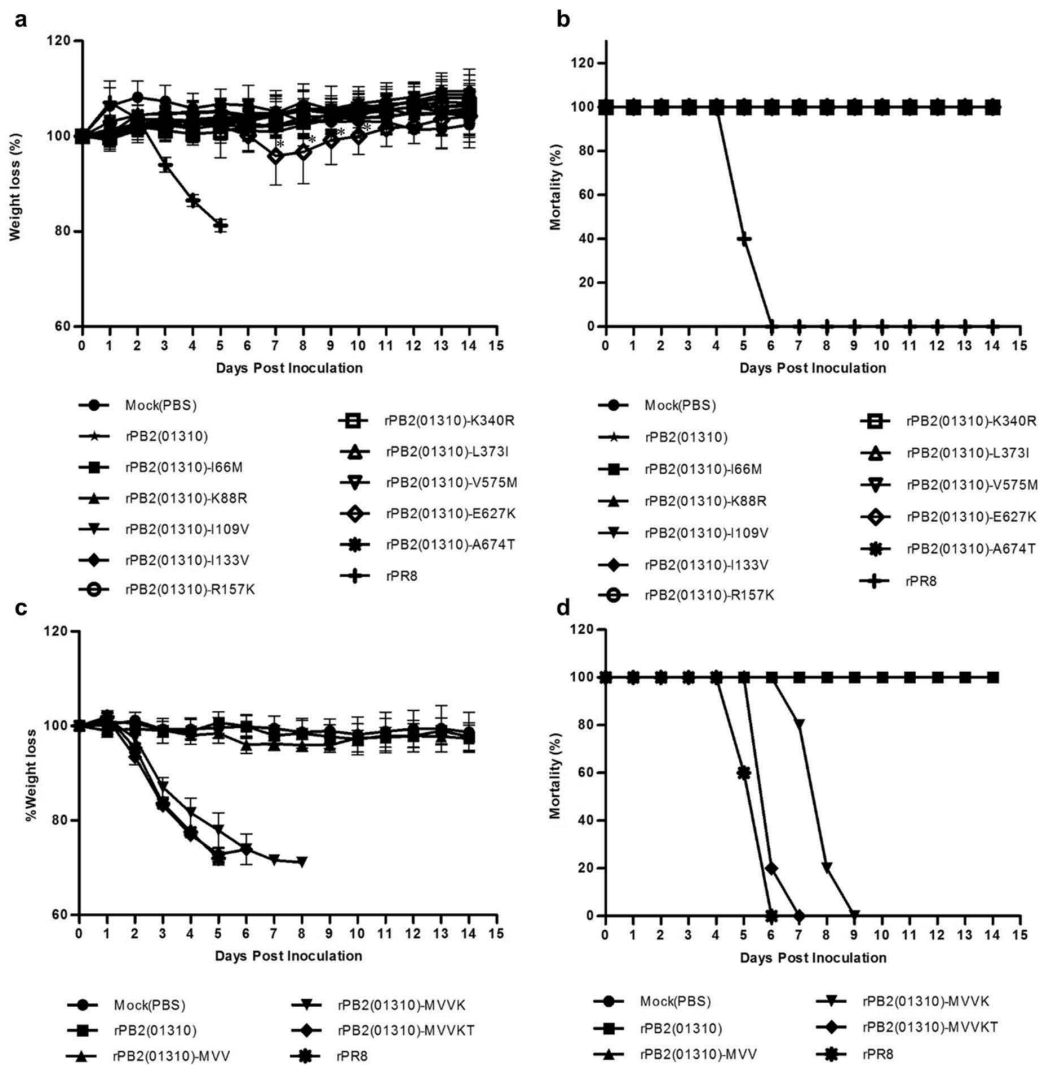 a
120
100
80
60
Weight loss (%)
* * * *
0 1 2 3 4 5 6 7 8 9 10 11 12 13 14 15
Days Post Inoculation
Mock(PBS)
rPB2(01310)
rPB2(01310)-I66M
rPB2(01310)-K88R
rPB2(01310)-I109V
rPB2(01310)-I133V
rPB2(01310)-R157K
rPB2(01310)-K340R
rPB2(01310)-L373I
rPB2(01310)-V575M
rPB2(01310)-E627K
rPB2(01310)-A674T
rPR8
b
120
100
80
60
40
20
0
Mortality (%)
0 1 2 3 4 5 6 7 8 9 10 11 12 13 14 15
Days Post Inoculation
Mock(PBS)
rPB2(01310)
rPB2(01310)-I66M
rPB2(01310)-K88R
rPB2(01310)-I109V
rPB2(01310)-I133V
rPB2(01310)-R157K
rPB2(01310)-K340R
rPB2(01310)-L373I
rPB2(01310)-V575M
rPB2(01310)-E627K
rPB2(01310)-A674T
rPR8
c
120
100
80
60
%Weight loss
0 1 2 3 4 5 6 7 8 9 10 11 12 13 14 15
Days Post Inoculation
Mock(PBS)
rPB2(01310)
rPB2(01310)-MVV
rPB2(01310)-MVVK
rPB2(01310)-MVVKT
rPR8
d
120
100
80
60
40
20
0
Mortality (%)
0 1 2 3 4 5 6 7 8 9 10 11 12 13 14 15
Days Post Inoculation
Mock(PBS)
rPB2(01310)
rPB2(01310)-MVV
rPB2(01310)-MVVK
rPB2(01310)-MVVKT
rPR8